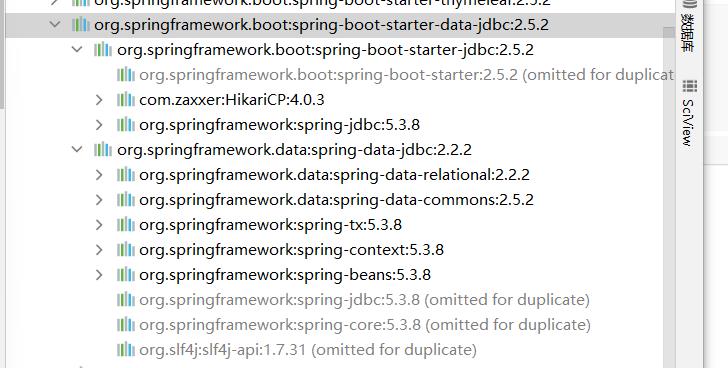 org.springframework.boot:spring-boot-starter-thymeleaf:2.5.2
org.springframework.boot:spring-boot-starter-data-jdbc:2.5.2
org.springframework.boot:spring-boot-starter-jdbc:2.5.2
org.springframework.boot:spring-boot-starter:2.5.2 (omitted for duplicat
com.zaxxer:HikariCP:4.0.3
org.springframework:spring-jdbc:5.3.8
org.springframework.data:spring-data-jdbc:2.2.2
org.springframework.data:spring-data-relational:2.2.2
org.springframework.data:spring-data-commons:2.5.2
org.springframework:spring-tx:5.3.8
org.springframework:spring-context:5.3.8
org.springframework:spring-beans:5.3.8
org.springframework:spring-jdbc:5.3.8 (omitted for duplicate)
org.springframework:spring-core:5.3.8 (omitted for duplicate)
org.slf4j:slf4j-api:1.7.31 (omitted for duplicate)
数据库
SciView